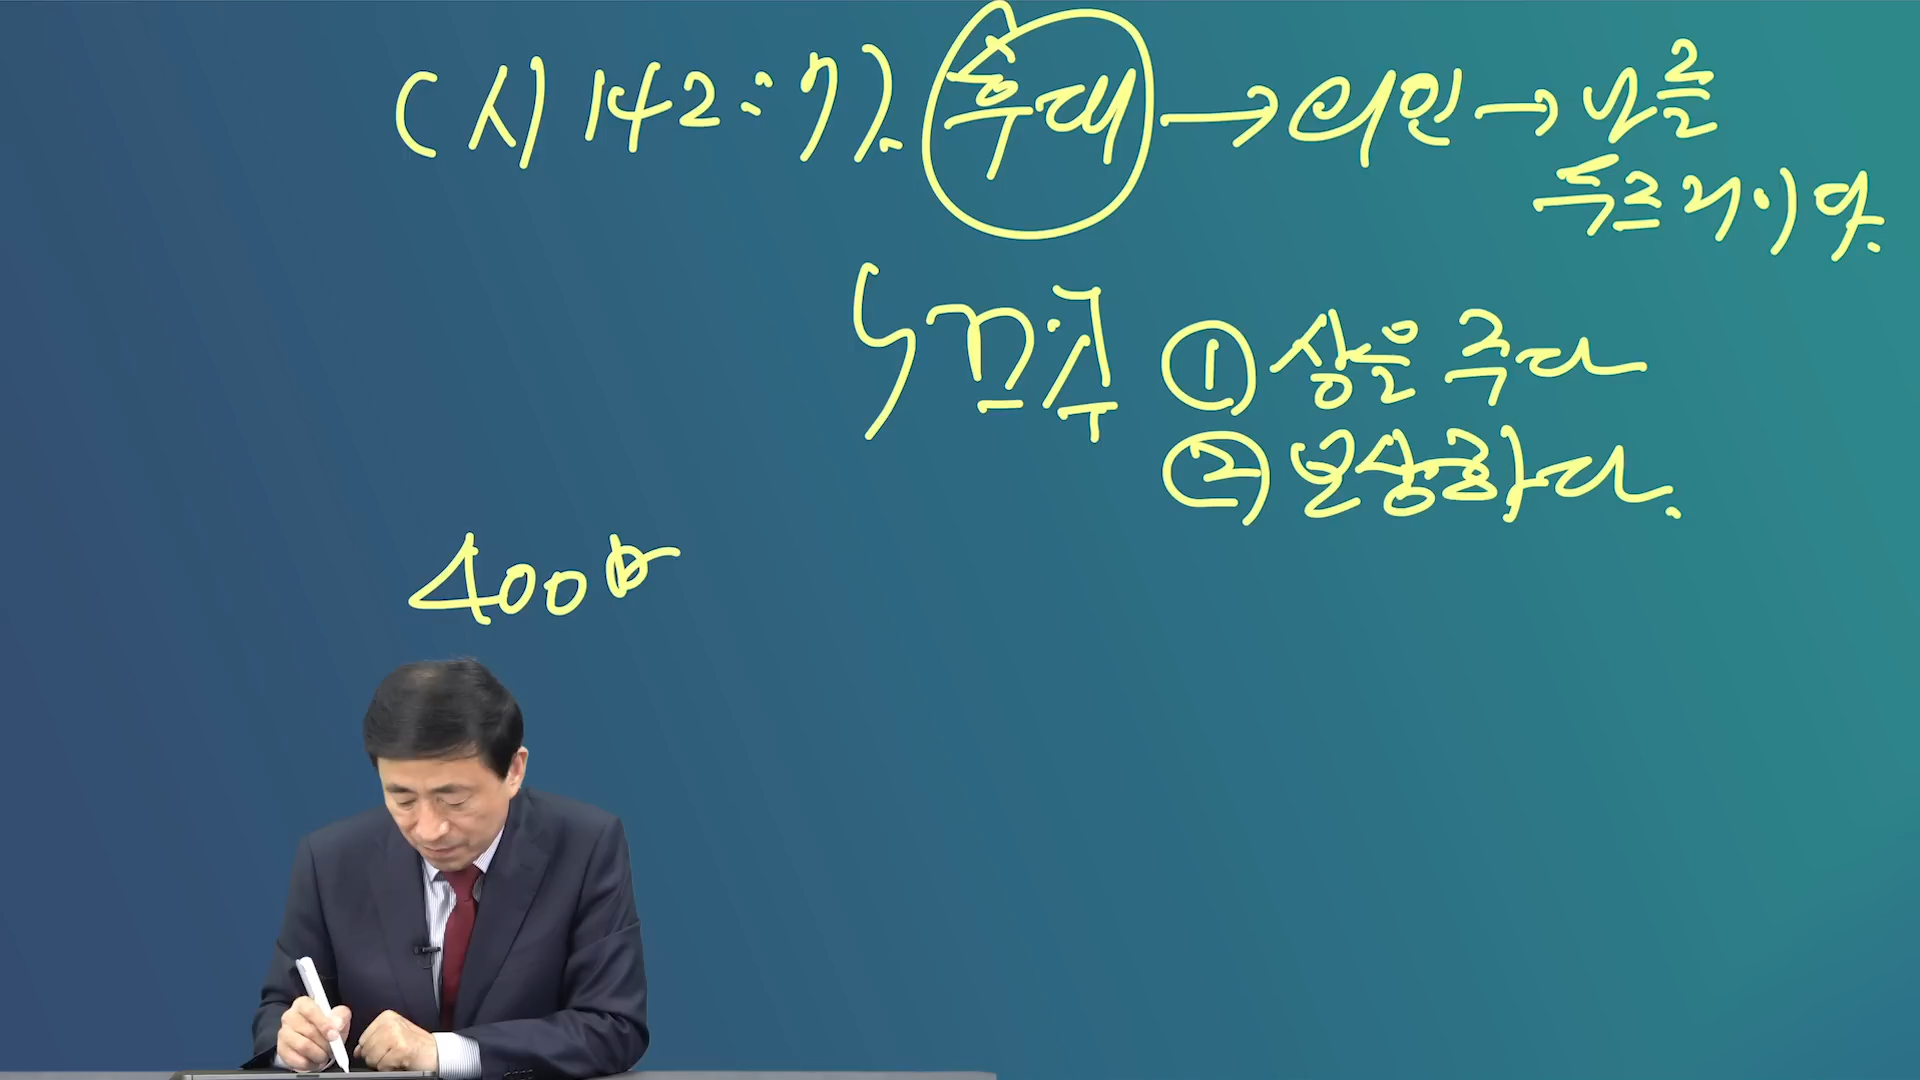 (시 142:7). 후대 → 의인 → 나를
두르리이다.
גמל ① 상을 주다
② 보상하다.
400